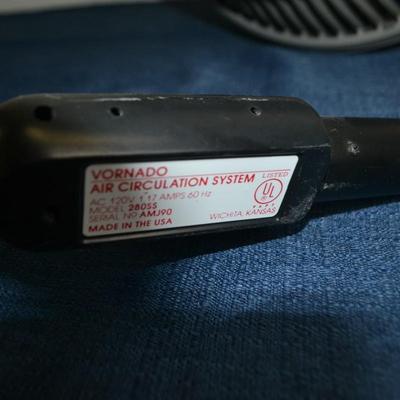 VORNADO
AIR CIRCULATION SYSTEM
AC 120V 1.17 AMPS 60 Hz
MODEL 280SS
SERIAL NO AMJ90
MADE IN THE USA
LISTED
UL
WICHITA, KANSAS